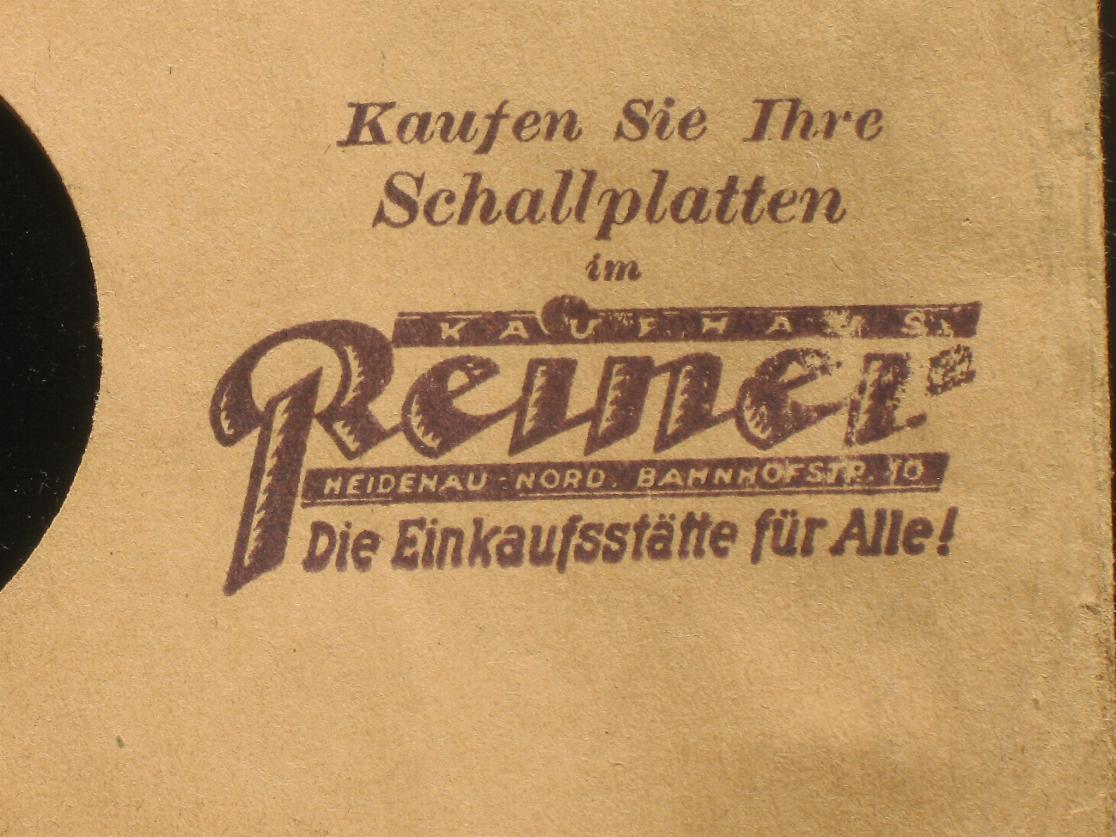 Kaufen Sie Ihre
Schallplatten
im
KAUFHAUS
Reiner
HEIDENAU-NORD. BAHNHOFSTR. 10
Die Einkaufsstätte für Alle!